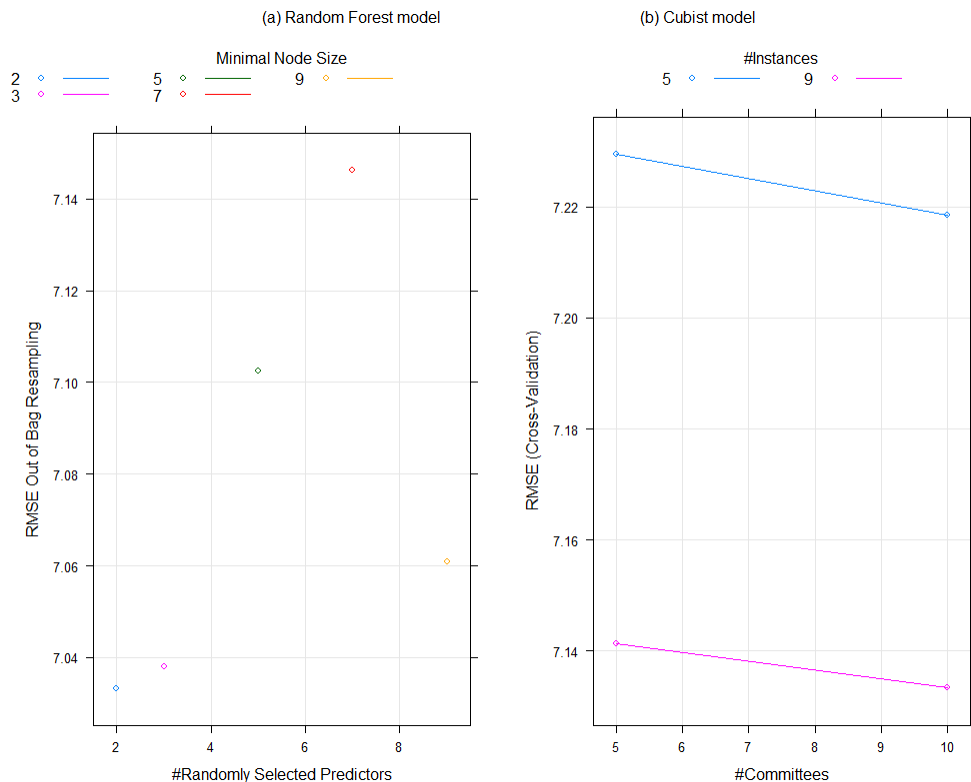 (a) Random Forest model
Minimal Node Size
2 5 9
3 7
RMSE Out of Bag Resampling
7.14
7.12
7.10
7.08
7.06
7.04
2 4 6 8
#Randomly Selected Predictors
(b) Cubist model
#Instances
5 9
RMSE (Cross-Validation)
7.22
7.20
7.18
7.16
7.14
5 6 7 8 9 10
#Committees